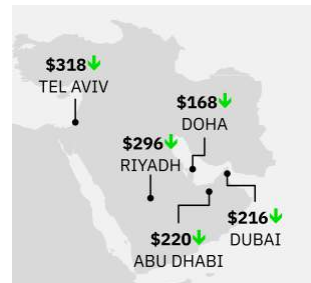 $318↓
TEL AVIV
$168↓
DOHA
$296↓
RIYADH
$216↓
DUBAI
$220↓
ABU DHABI